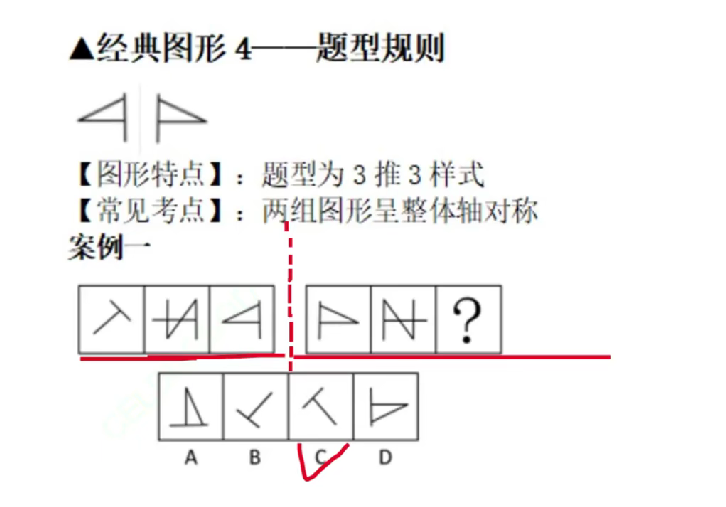 ▲经典图形 4——题型规则
【图形特点】：题型为 3 推 3 样式
【常见考点】：两组图形呈整体轴对称
案例一
?
A B C D